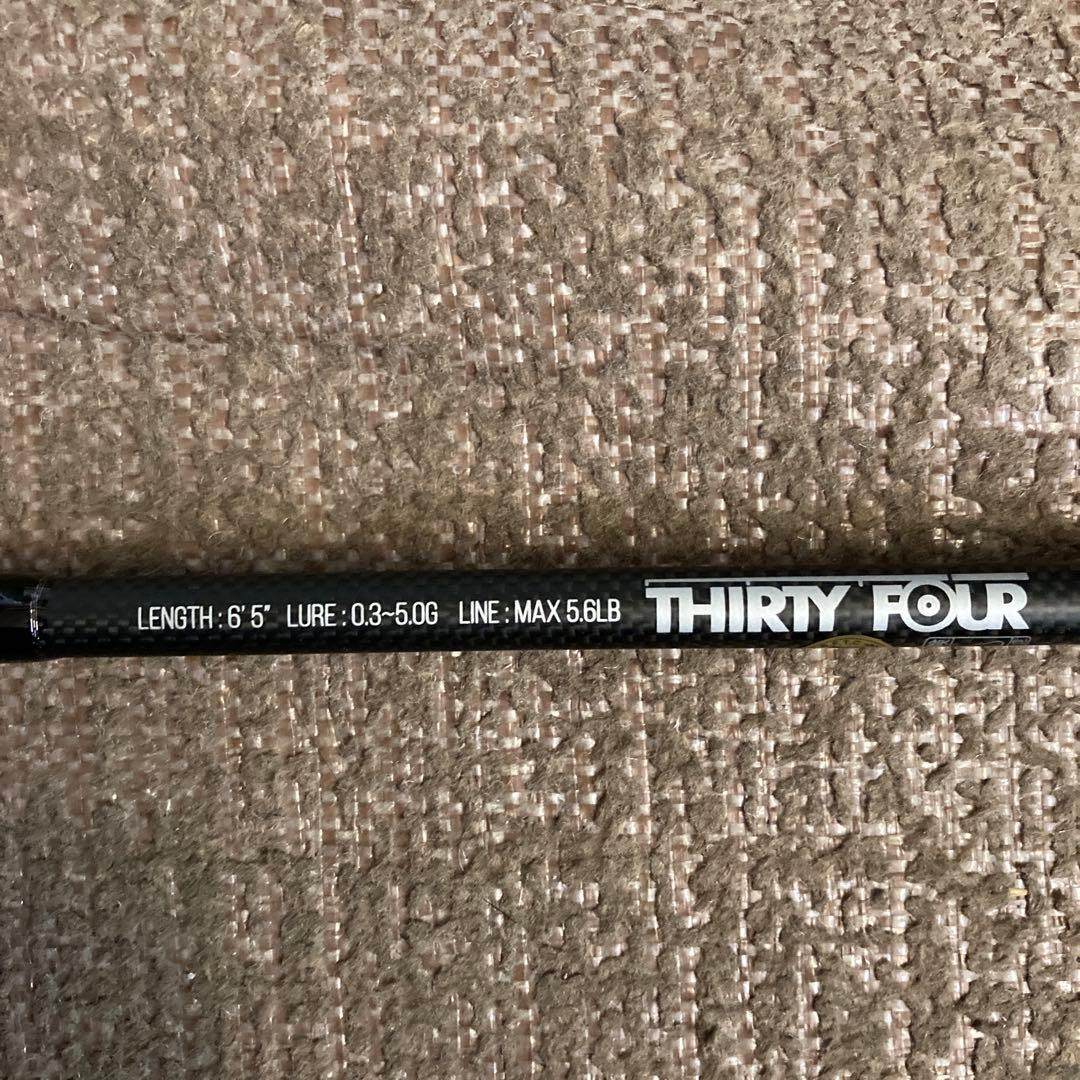 LENGTH : 6' 5" LURE : 0.3~5.0G LINE : MAX 5.6LB THIRTY FOUR